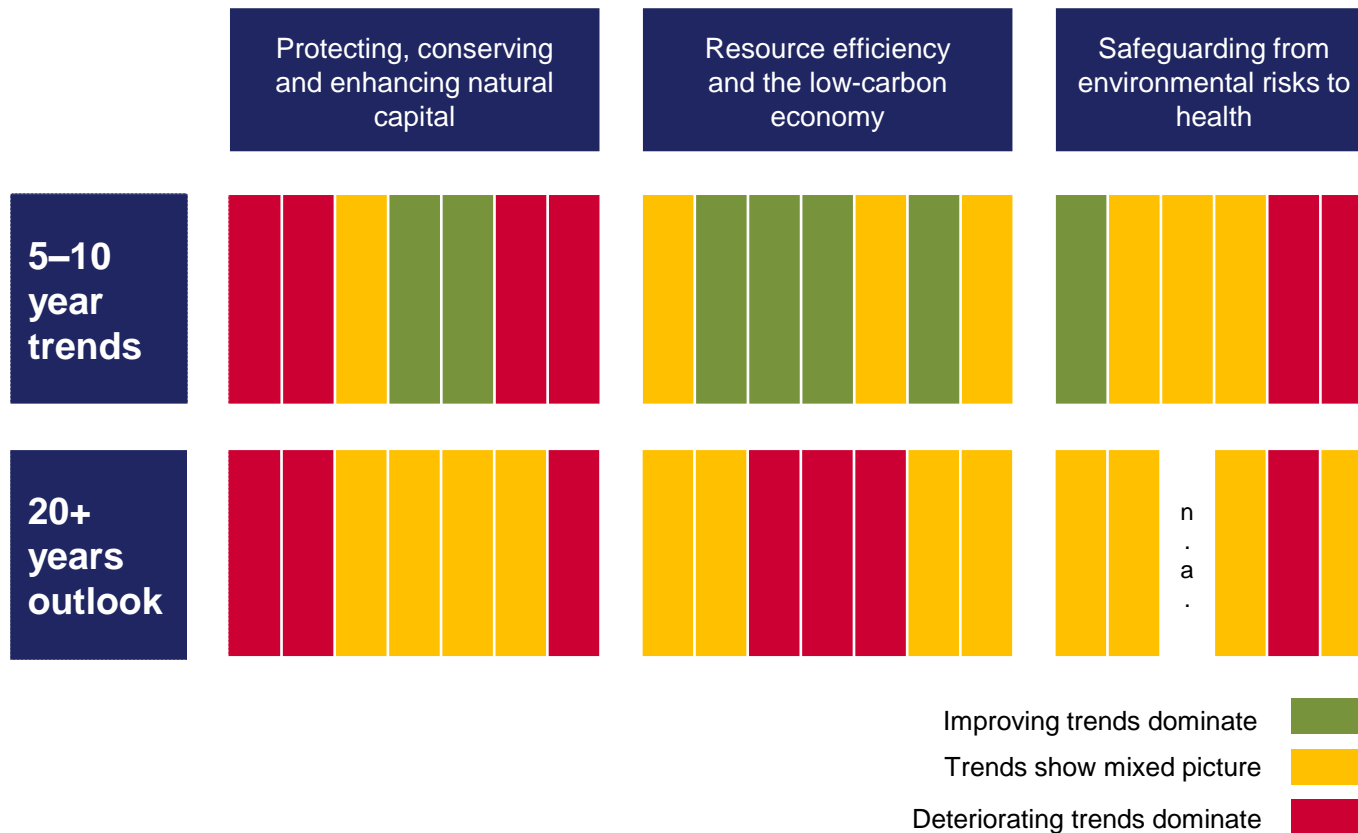 Protecting, conserving
and enhancing natural
capital
Resource efficiency
and the low-carbon
economy
Safeguarding from
environmental risks to
health
5–10
year
trends
20+
years
outlook
n
.
a
.
Improving trends dominate
Trends show mixed picture
Deteriorating trends dominate